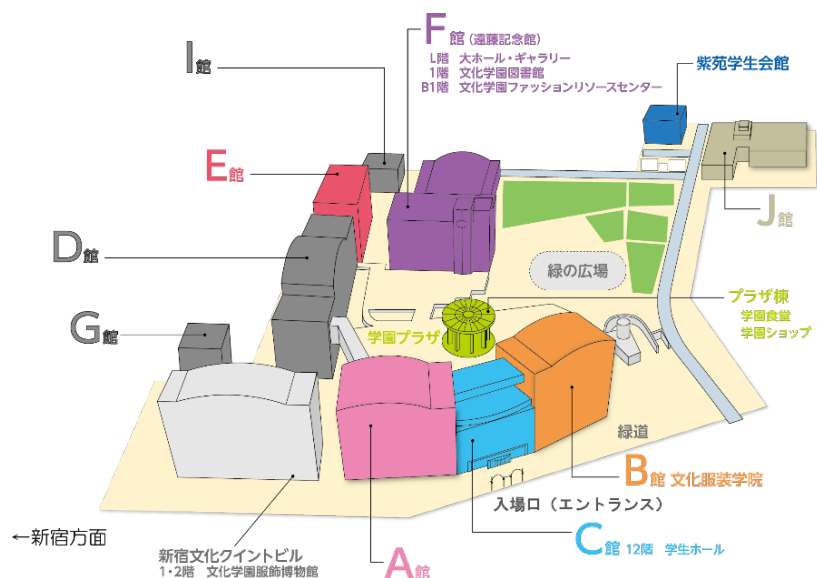 I館
F館(遠藤記念館)
L階 大ホール・ギャラリー
1階 文化学園図書館
B1階 文化学園ファッションリソースセンター
紫苑学生会館
E館
J館
D館
緑の広場
G館
学園プラザ
プラザ棟
学園食堂
学園ショップ
緑道
B館 文化服装学院
入場口(エントランス)
←新宿方面
新宿文化クイントビル
1・2階 文化学園服飾博物館
A館
C館 12階 学生ホール